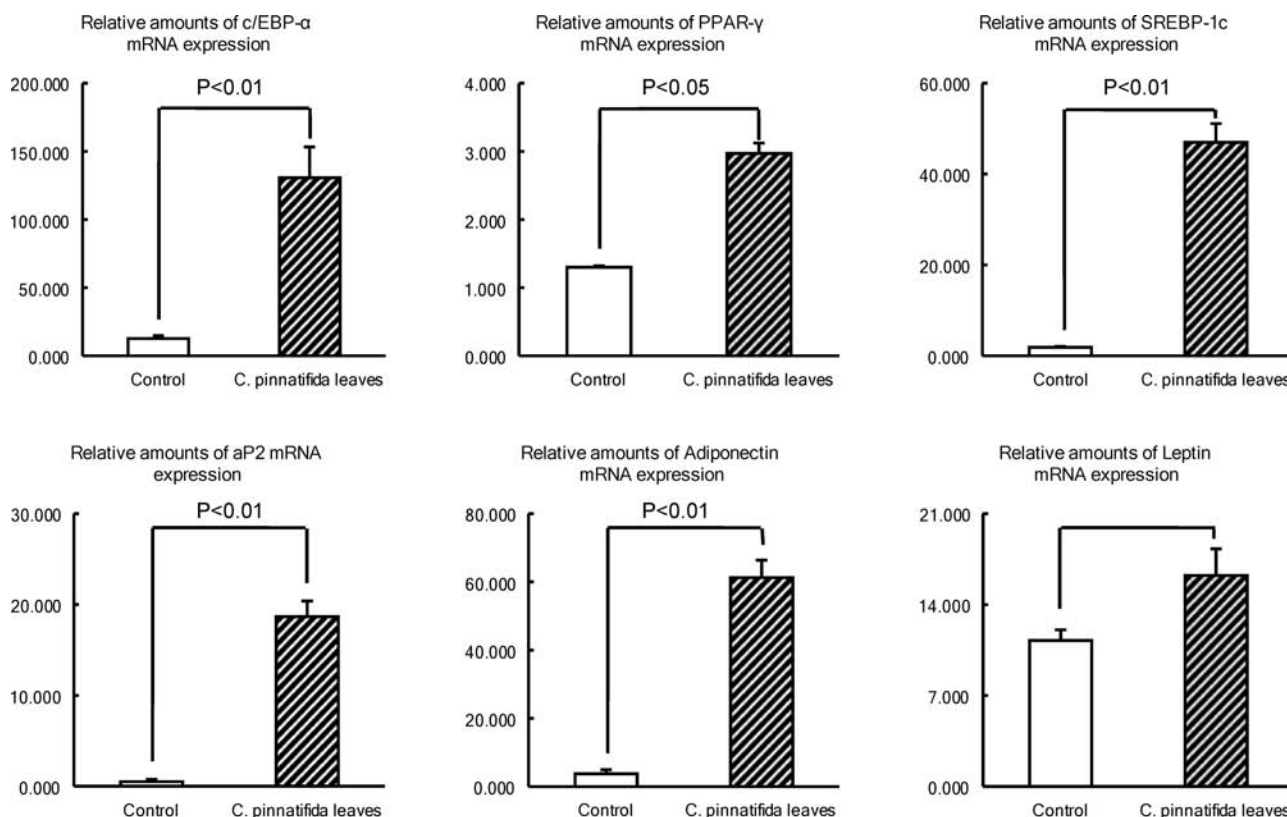 Relative amounts of c/EBP-α
mRNA expression
200.000
150.000
100.000
50.000
0.000
P<0.01
Control
C. pinnatifida leaves
Relative amounts of PPAR-γ
mRNA expression
4.000
3.000
2.000
1.000
0.000
P<0.05
Control
C. pinnatifida leaves
Relative amounts of SREBP-1c
mRNA expression
60.000
40.000
20.000
0.000
P<0.01
Control
C. pinnatifida leaves
Relative amounts of aP2 mRNA
expression
30.000
20.000
10.000
0.000
P<0.01
Control
C. pinnatifida leaves
Relative amounts of Adiponectin
mRNA expression
80.000
60.000
40.000
20.000
0.000
P<0.01
Control
C. pinnatifida leaves
Relative amounts of Leptin
mRNA expression
21.000
14.000
7.000
0.000
Control
C. pinnatifida leaves